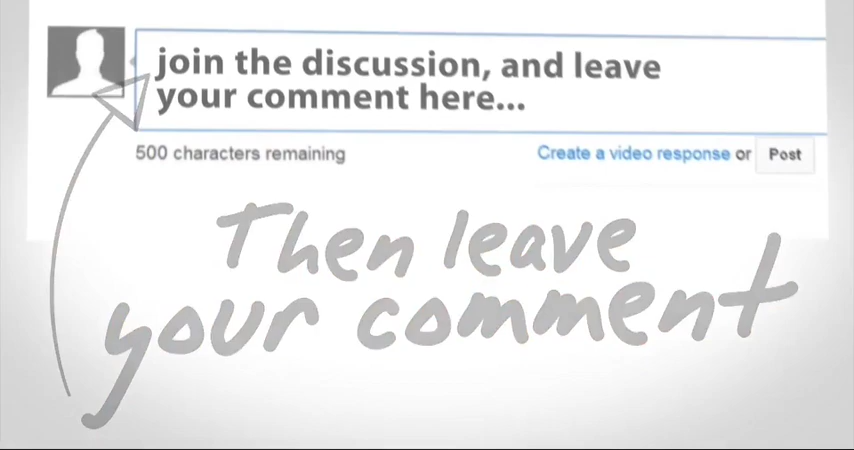 join the discussion, and leave
your comment here...
500 characters remaining
Create a video response or Post
Then leave
your comment